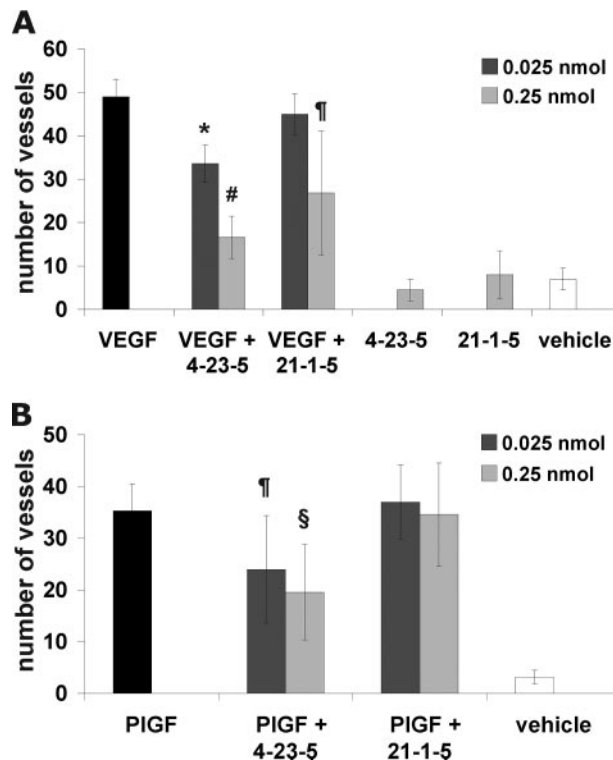 A
60
50
40
30
20
10
0
number of vessels
0.025 nmol
0.25 nmol
*
#
¶
VEGF
VEGF +
4-23-5
VEGF +
21-1-5
4-23-5
21-1-5
vehicle
B
50
40
30
20
10
0
number of vessels
0.025 nmol
0.25 nmol
¶
§
PlGF
PlGF +
4-23-5
PlGF +
21-1-5
vehicle